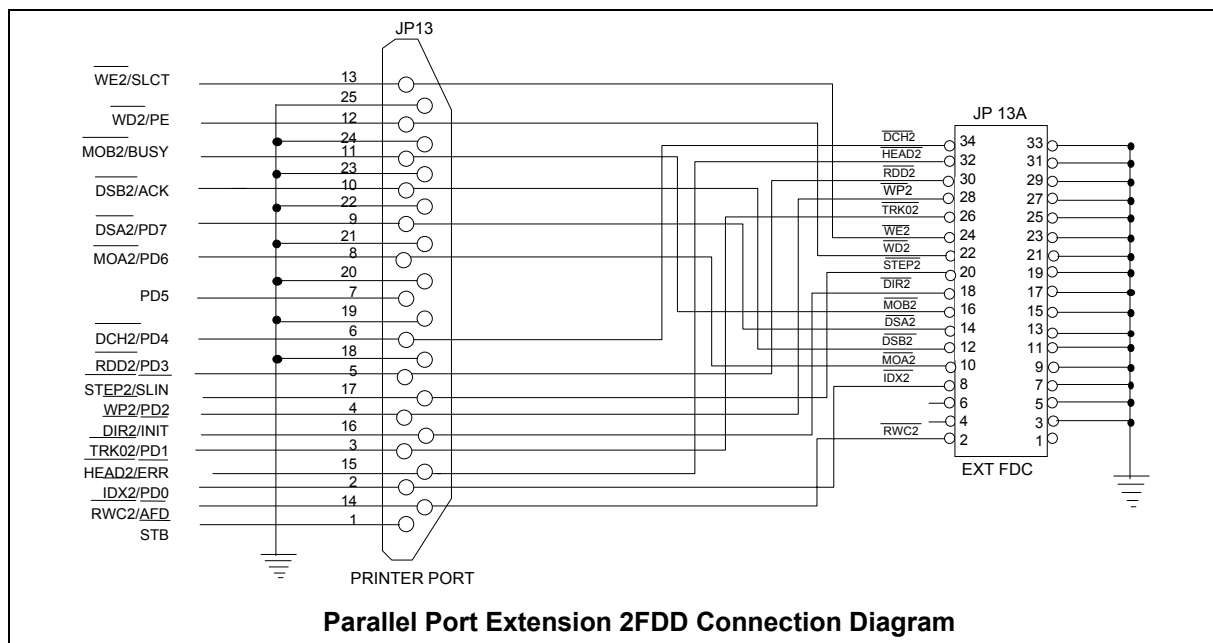 JP13
WE2/SLCT
13
25
WD2/PE
12
24
MOB2/BUSY
11
23
DSB2/ACK
10
22
DSA2/PD7
9
21
MOA2/PD6
8
20
PD5
7
19
DCH2/PD4
6
18
RDD2/PD3
5
STEP2/SLIN
17
WP2/PD2
4
DIR2/INIT
16
TRK02/PD1
3
HEAD2/ERR
15
IDX2/PD0
2
RWC2/AFD
14
STB
1
PRINTER PORT
JP 13A
DCH2 34 33
HEAD2 32 31
RDD2 30 29
WP2 28 27
TRK02 26 25
WE2 24 23
WD2 22 21
STEP2 20 19
DIR2 18 17
MOB2 16 15
DSA2 14 13
DSB2 12 11
MOA2 10 9
IDX2 8 7
6 5
4 3
RWC2 2 1
EXT FDC
Parallel Port Extension 2FDD Connection Diagram